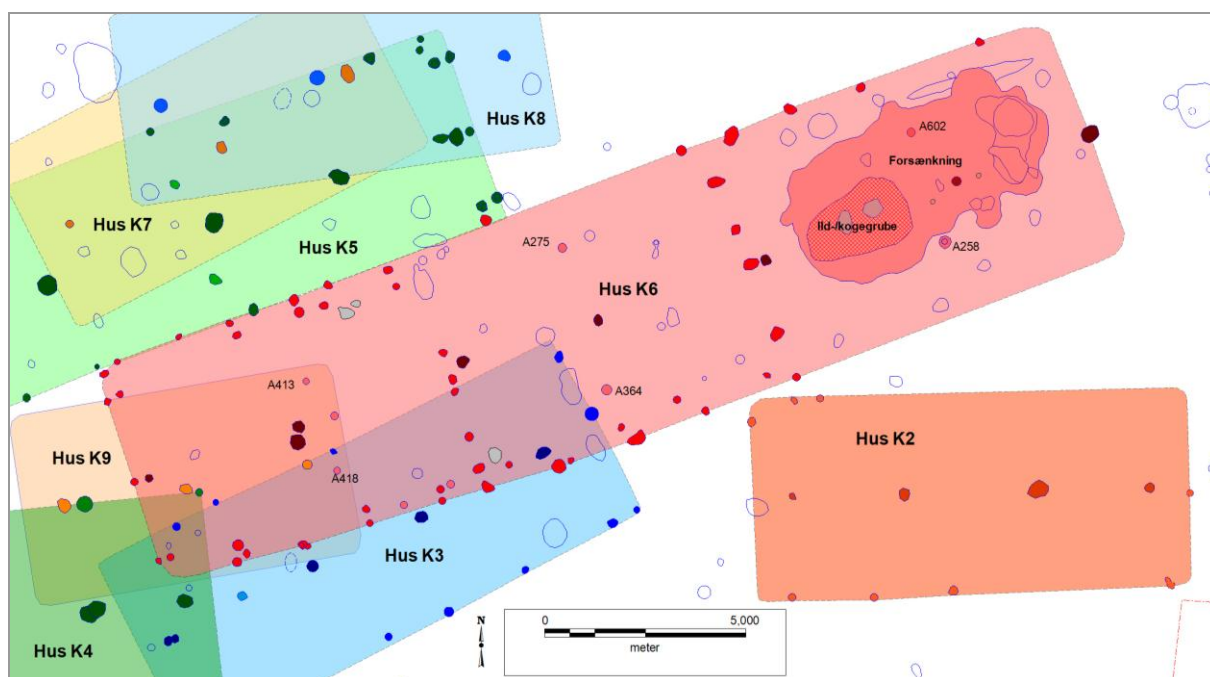 Hus K8
A602
Forsænkning
Hus K7
Ild-/kogegrube
A275
Hus K5
A258
Hus K6
A413
A364
Hus K2
Hus K9
A418
Hus K3
N
0 5,000
meter
Hus K4